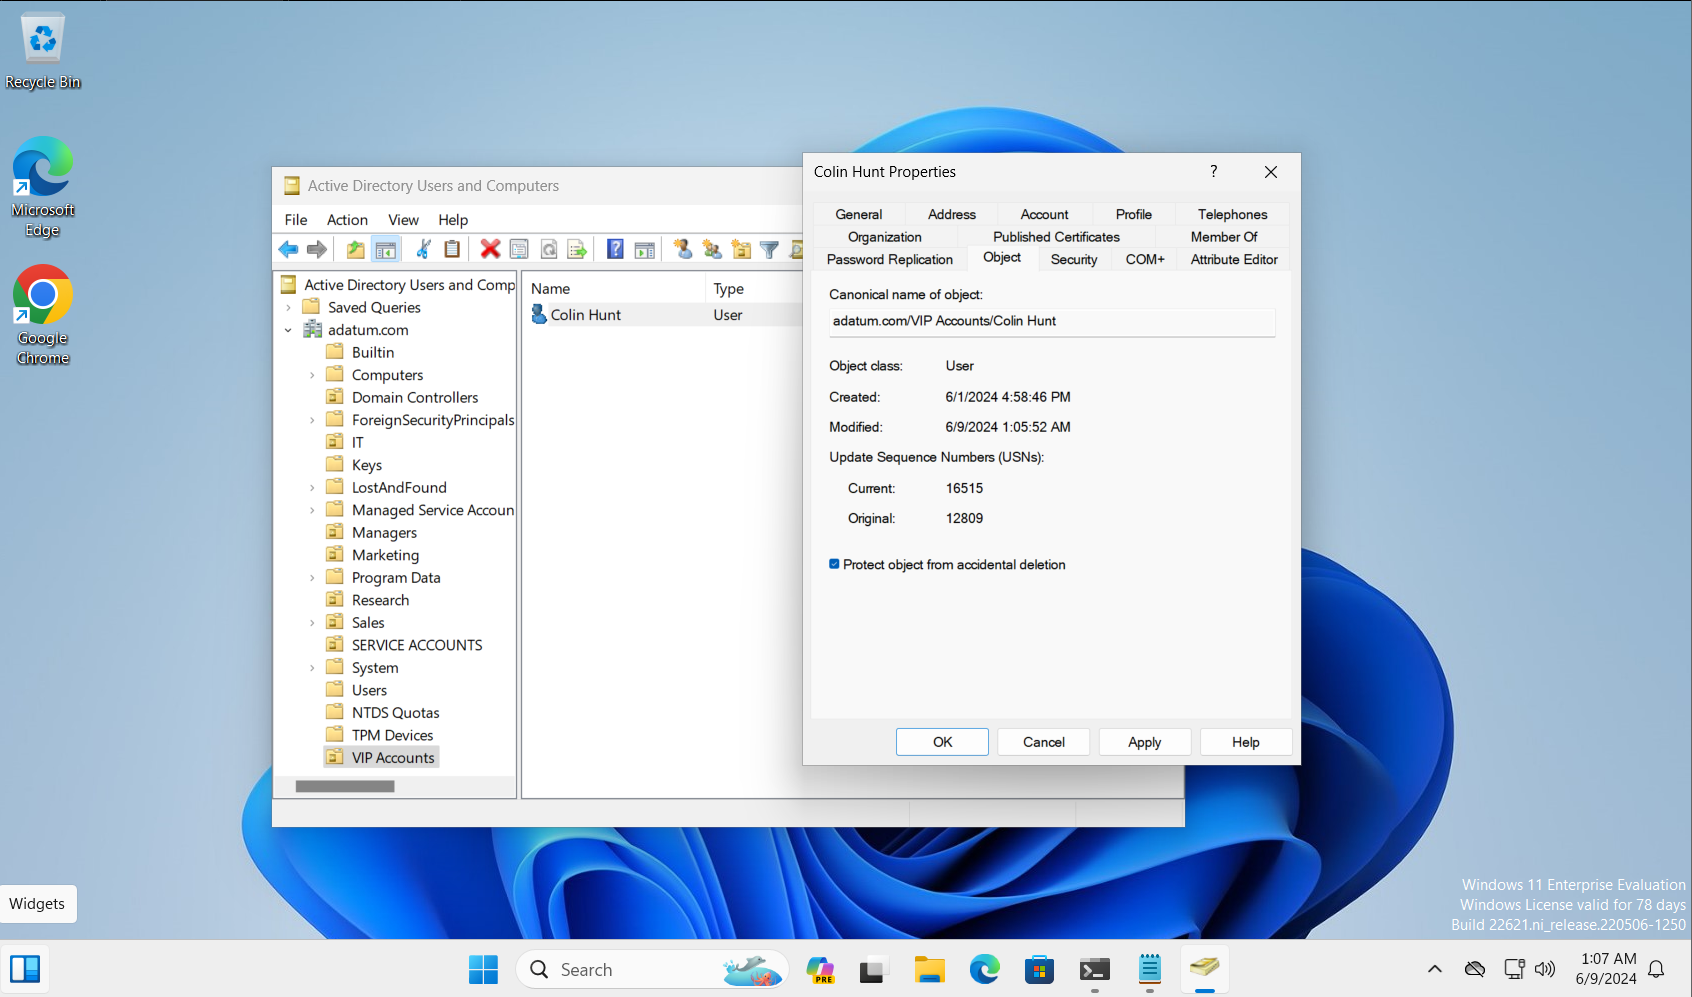 Recycle Bin
Microsoft
Edge
Google
Chrome
Active Directory Users and Computers
File Action View Help
Active Directory Users and Comp
Saved Queries
adatum.com
Builtin
Computers
Domain Controllers
ForeignSecurityPrincipals
IT
Keys
LostAndFound
Managed Service Accoun
Managers
Marketing
Program Data
Research
Sales
SERVICE ACCOUNTS
System
Users
NTDS Quotas
TPM Devices
VIP Accounts
Name Type
Colin Hunt User
Colin Hunt Properties
General Address Account Profile Telephones
Organization Published Certificates Member Of
Password Replication Object Security COM+ Attribute Editor
Canonical name of object:
adatum.com/VIP Accounts/Colin Hunt
Object class: User
Created: 6/1/2024 4:58:46 PM
Modified: 6/9/2024 1:05:52 AM
Update Sequence Numbers (USNs):
Current: 16515
Original: 12809
Protect object from accidental deletion
OK Cancel Apply Help
Widgets
Windows 11 Enterprise Evaluation
Windows License valid for 78 days
Build 22621.ni_release.220506-1250
Search
PRE
1:07 AM
6/9/2024